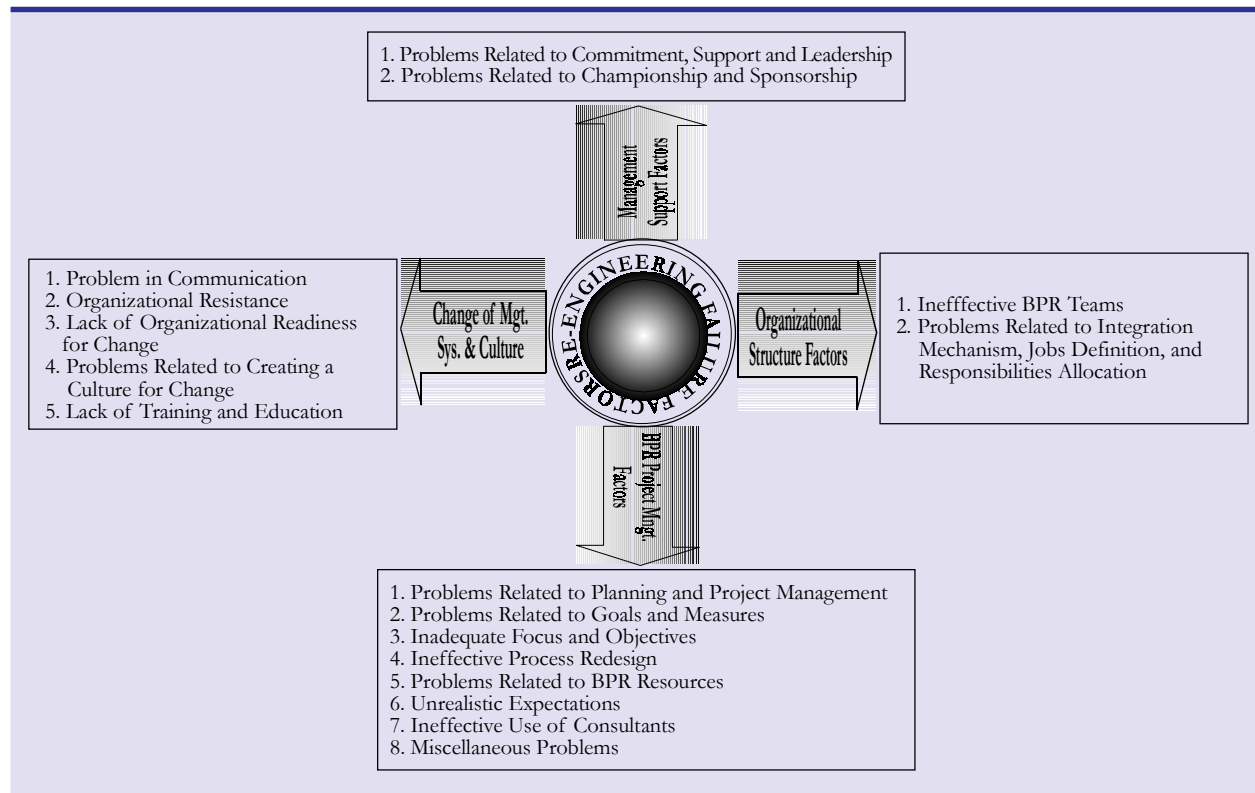 1. Problems Related to Commitment, Support and Leadership
2. Problems Related to Championship and Sponsorship
Management
Support Factors
1. Problem in Communication
2. Organizational Resistance
3. Lack of Organizational Readiness
for Change
4. Problems Related to Creating a
Culture for Change
5. Lack of Training and Education
Change of Mgt.
Sys. & Culture
RE-ENGINEERING FAILURE FACTORS
Organizational
Structure Factors
1. Inefffective BPR Teams
2. Problems Related to Integration
Mechanism, Jobs Definition, and
Responsibilities Allocation
BPR Project Mngt.
Factors
1. Problems Related to Planning and Project Management
2. Problems Related to Goals and Measures
3. Inadequate Focus and Objectives
4. Ineffective Process Redesign
5. Problems Related to BPR Resources
6. Unrealistic Expectations
7. Ineffective Use of Consultants
8. Miscellaneous Problems